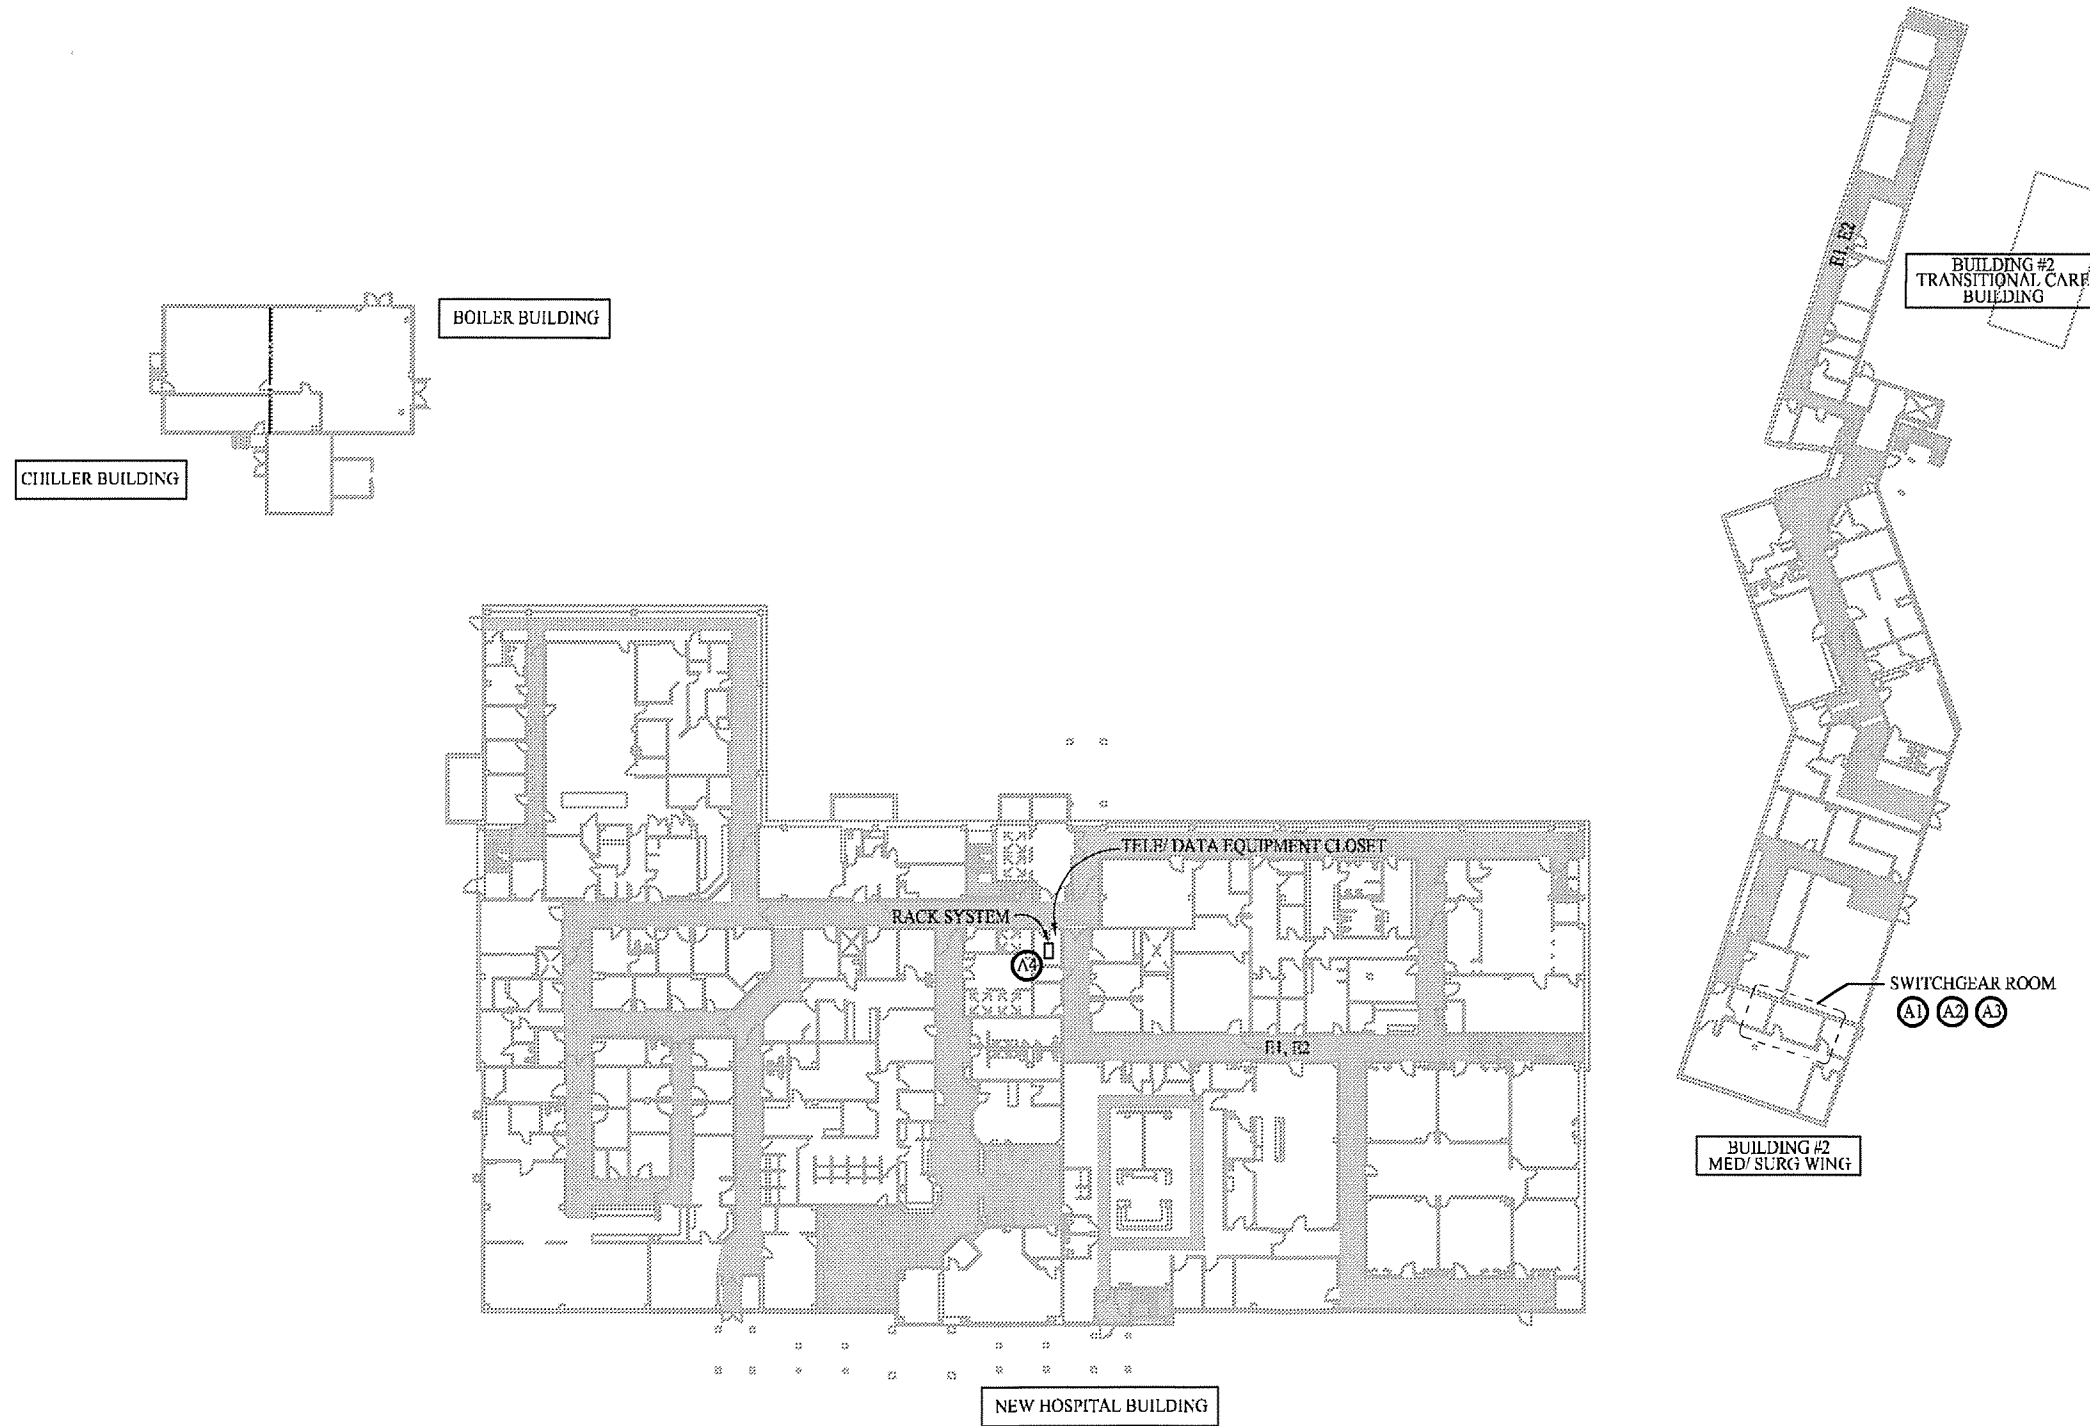 E1, E2
BUILDING #2
TRANSITIONAL CARE
BUILDING
BOILER BUILDING
CHILLER BUILDING
TELE/ DATA EQUIPMENT CLOSET
RACK SYSTEM
A4
SWITCHGEAR ROOM
A1 A2 A3
E1, E2
BUILDING #2
MED/ SURG WING
NEW HOSPITAL BUILDING